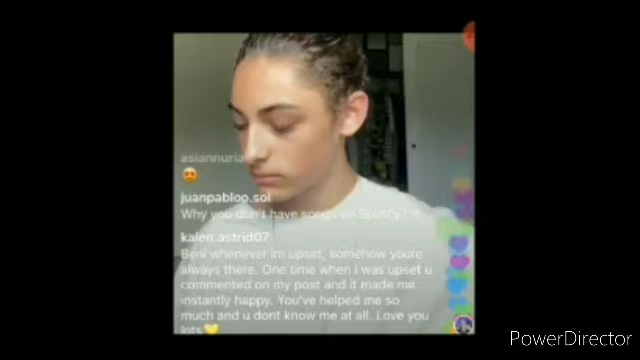 asiannuria
juanpabloo.sol
Why you don't have songs on Spotify?
kalen.astrid07
Beni whenever im upset, somehow youre
always there. One time when i was upset u
commented on my post and it made me
instantly happy. You've helped me so
much and u dont know me at all. Love you
lots💛
PowerDirector